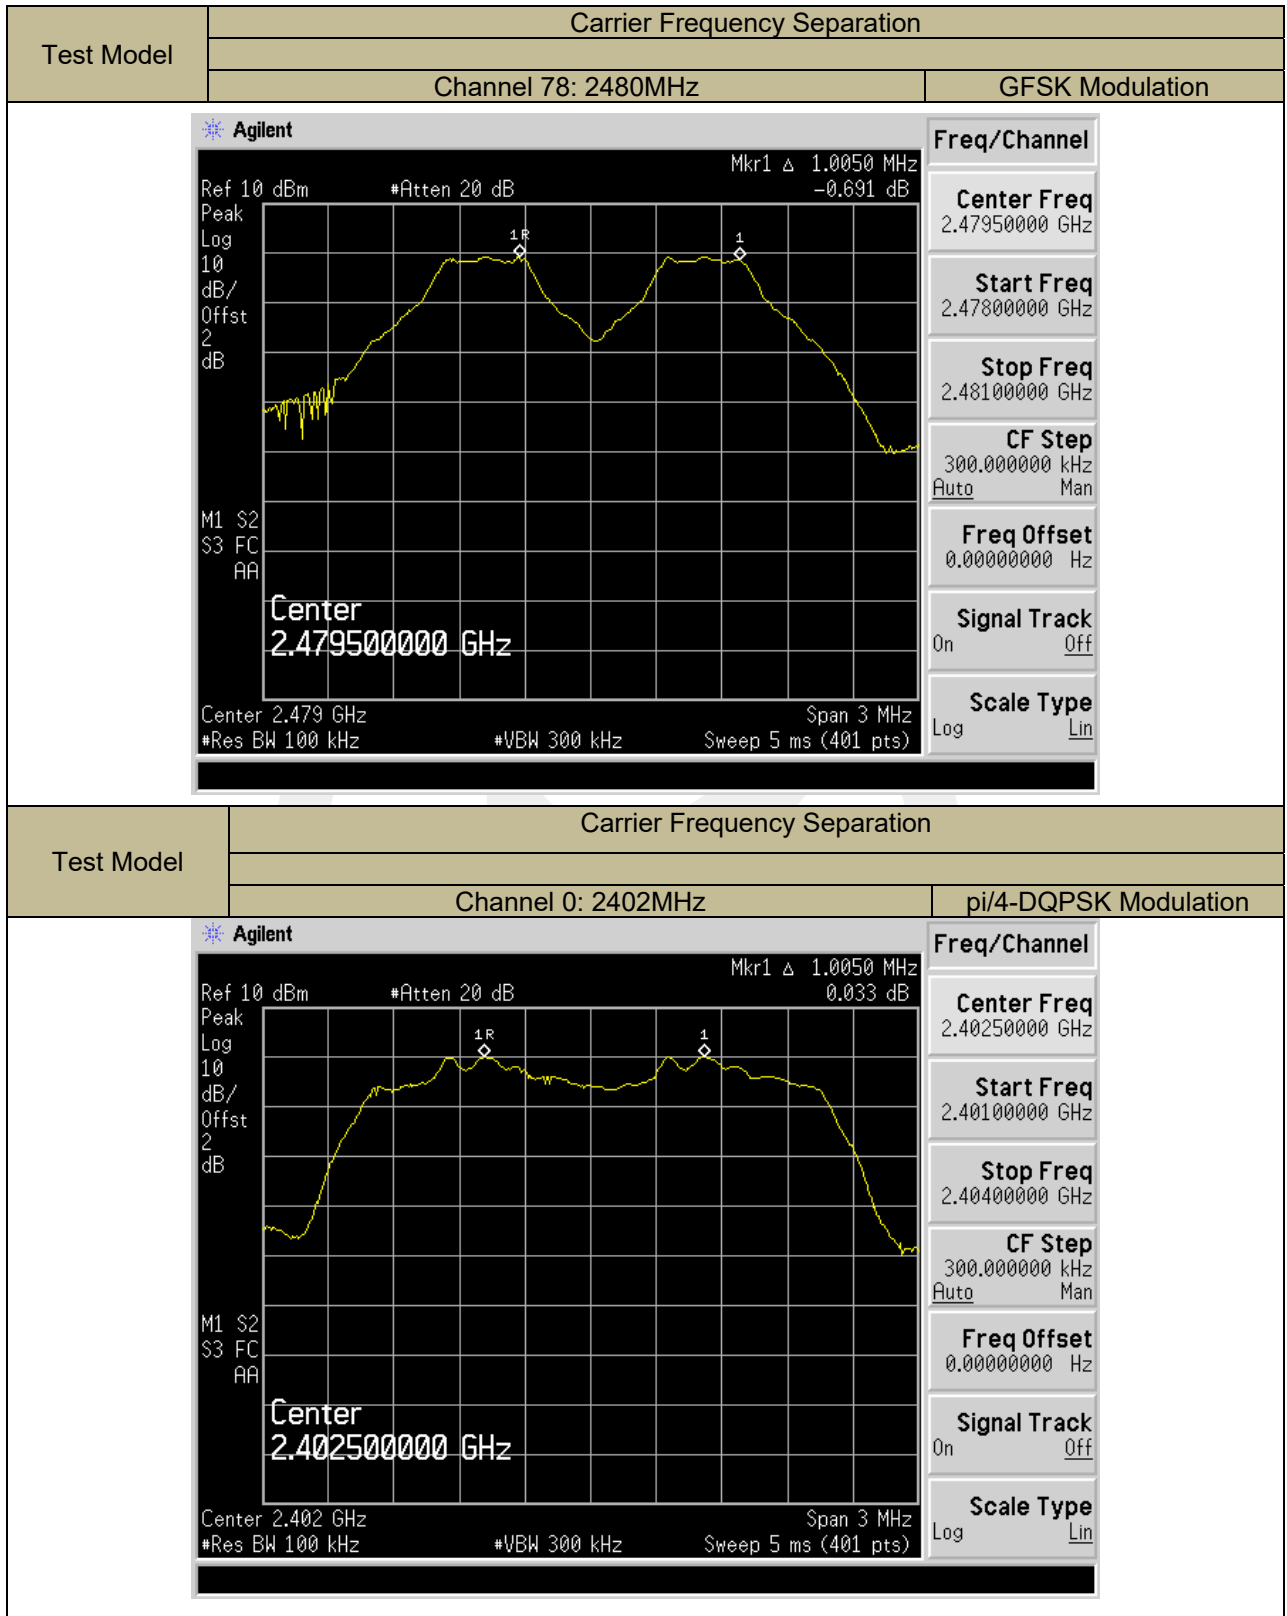 Test Model
Carrier Frequency Separation
Channel 78: 2480MHz
GFSK Modulation
Agilent
Freq/Channel
Mkr1 Δ 1.0050 MHz
Ref 10 dBm #Atten 20 dB -0.691 dB
Peak
Log
10
dB/
Offst
2
dB
1R
1
M1 S2
S3 FC
AA
Center
2.479500000 GHz
Center 2.479 GHz Span 3 MHz
#Res BW 100 kHz #VBW 300 kHz Sweep 5 ms (401 pts)
Center Freq
2.47950000 GHz
Start Freq
2.47800000 GHz
Stop Freq
2.48100000 GHz
CF Step
300.000000 kHz
Auto Man
Freq Offset
0.00000000 Hz
Signal Track
On Off
Scale Type
Log Lin
Test Model
Carrier Frequency Separation
Channel 0: 2402MHz
pi/4-DQPSK Modulation
Agilent
Freq/Channel
Mkr1 Δ 1.0050 MHz
Ref 10 dBm #Atten 20 dB 0.033 dB
Peak
Log
10
dB/
Offst
2
dB
1R
1
M1 S2
S3 FC
AA
Center
2.402500000 GHz
Center 2.402 GHz Span 3 MHz
#Res BW 100 kHz #VBW 300 kHz Sweep 5 ms (401 pts)
Center Freq
2.40250000 GHz
Start Freq
2.40100000 GHz
Stop Freq
2.40400000 GHz
CF Step
300.000000 kHz
Auto Man
Freq Offset
0.00000000 Hz
Signal Track
On Off
Scale Type
Log Lin